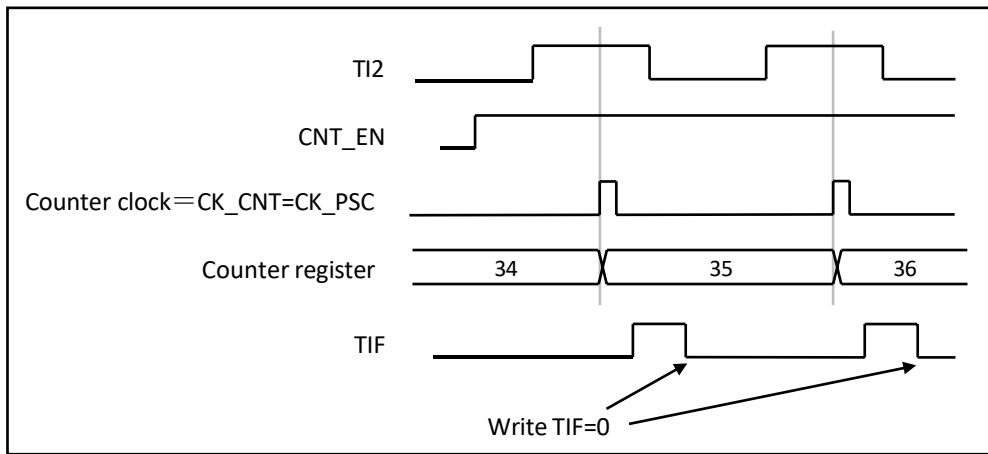 TI2
CNT_EN
Counter clock＝CK_CNT=CK_PSC
Counter register
34 35 36
TIF
Write TIF=0